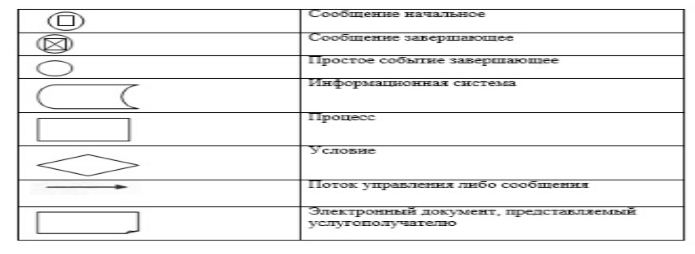 Сообщение начальное
Сообщение завершающее
Простое событие завершающее
Информационная система
Процесс
Условие
Поток управления либо сообщения
Электронный документ, представляемый
услугополучателю